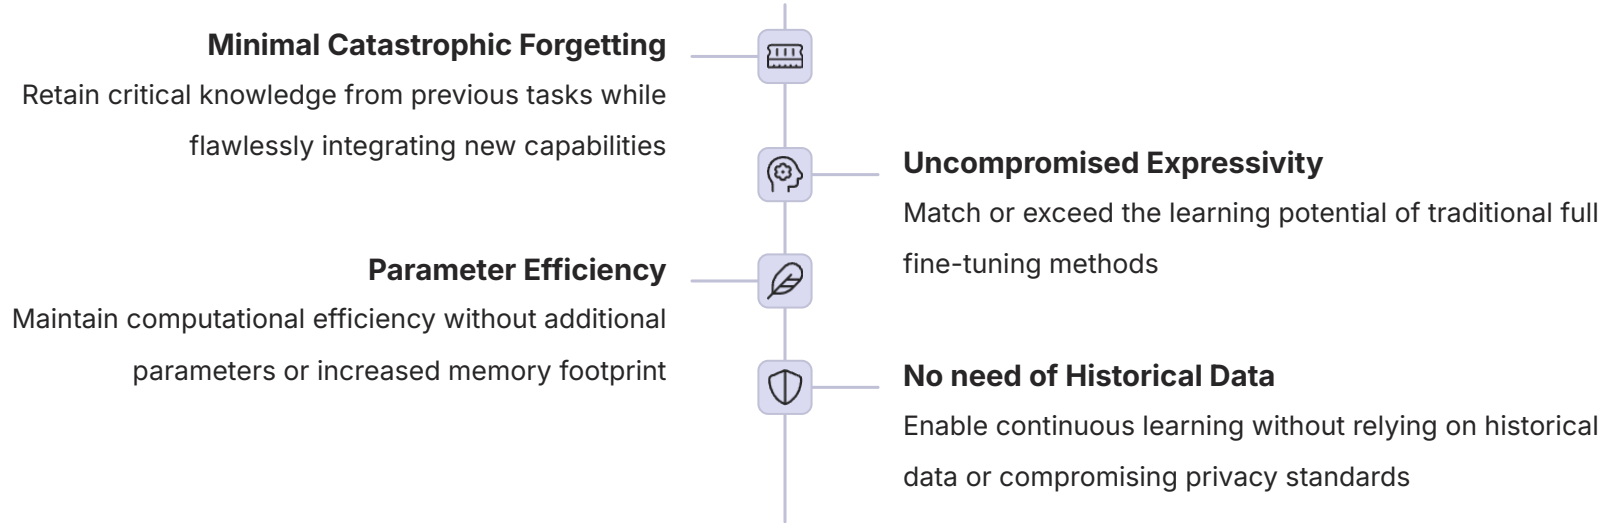 Minimal Catastrophic Forgetting
Retain critical knowledge from previous tasks while
flawlessly integrating new capabilities
Uncompromised Expressivity
Match or exceed the learning potential of traditional full
fine-tuning methods
Parameter Efficiency
Maintain computational efficiency without additional
parameters or increased memory footprint
No need of Historical Data
Enable continuous learning without relying on historical
data or compromising privacy standards